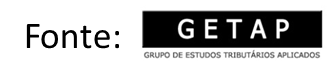 Fonte: GETAP
GRUPO DE ESTUDOS TRIBUTÁRIOS APLICADOS